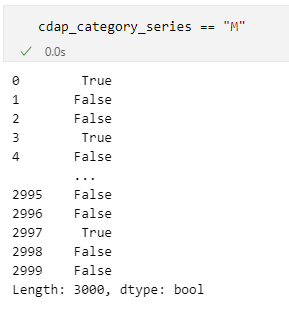 cdap_category_series == "M"
✓ 0.0s
0        True
1       False
2       False
3        True
4       False
        ...
2995    False
2996    False
2997     True
2998    False
2999    False
Length: 3000, dtype: bool